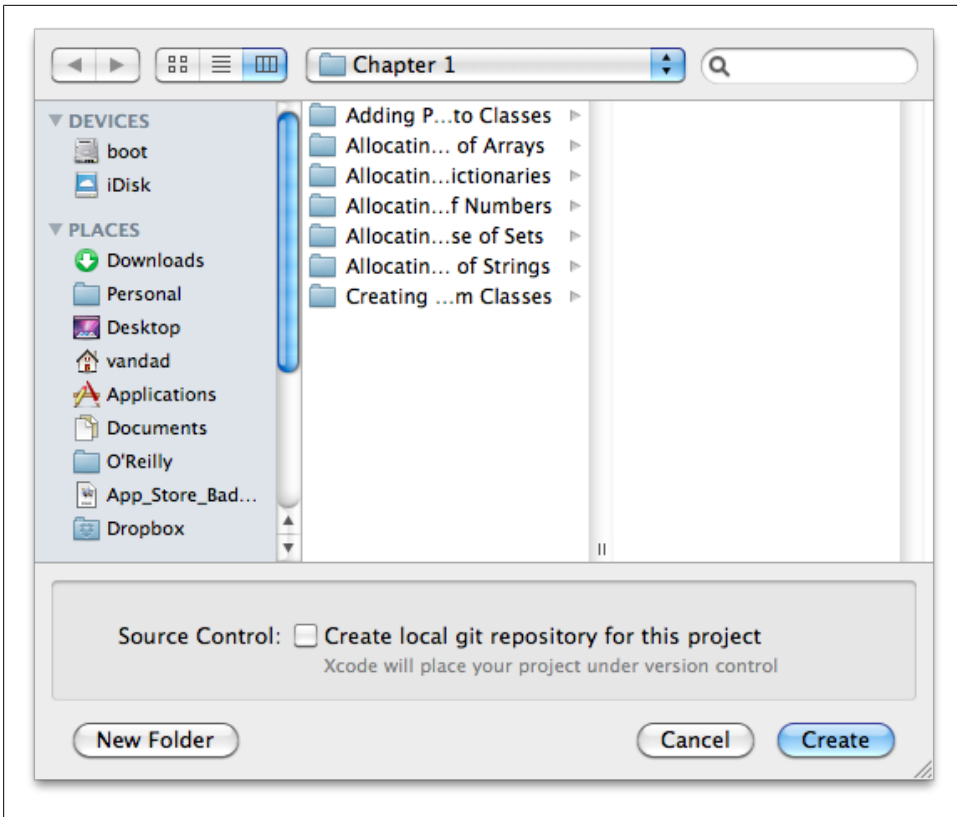 Chapter 1
DEVICES
boot
iDisk
PLACES
Downloads
Personal
Desktop
vandad
Applications
Documents
O'Reilly
App_Store_Bad...
Dropbox
Adding P...to Classes
Allocatin... of Arrays
Allocatin...ictionaries
Allocatin...f Numbers
Allocatin...se of Sets
Allocatin... of Strings
Creating ...m Classes
Source Control: Create local git repository for this project
Xcode will place your project under version control
New Folder
Cancel
Create